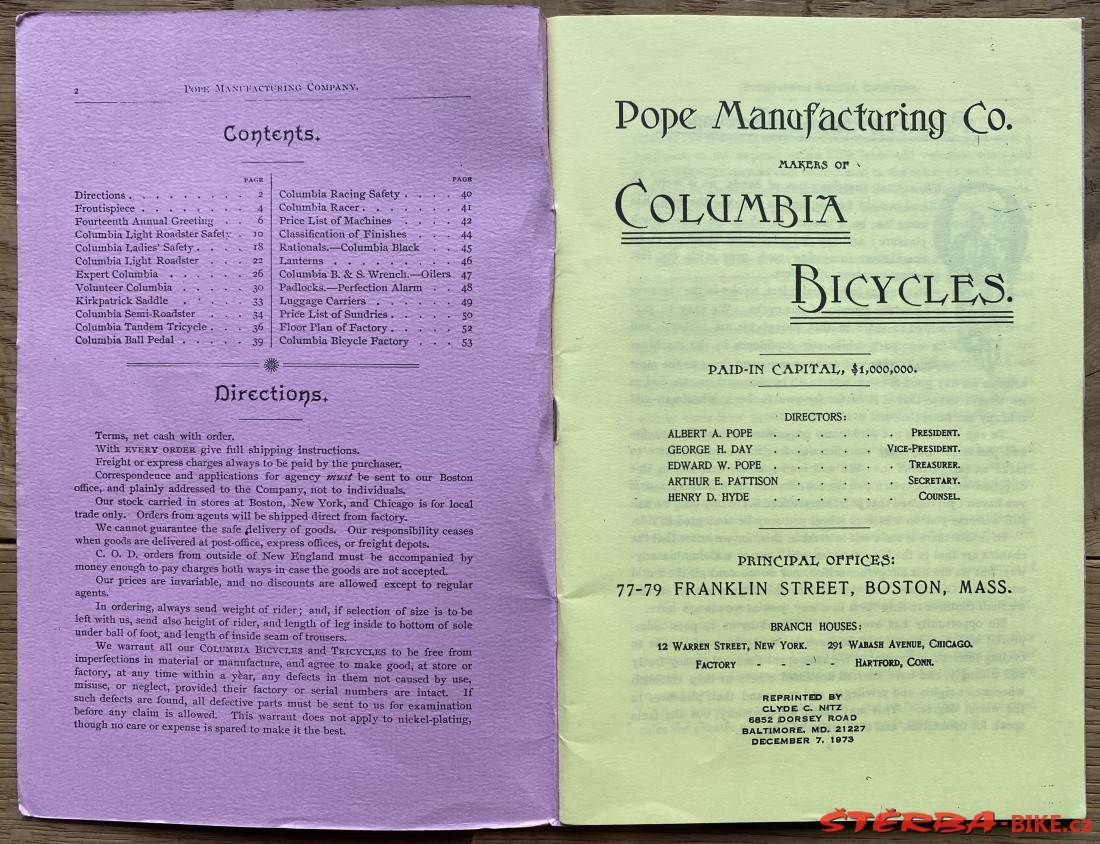 2 POPE MANUFACTURING COMPANY.
Contents.
PAGE
Directions . . . . . . . . . 2
Frontispiece . . . . . . . . 4
Fourteenth Annual Greeting . . 6
Columbia Light Roadster Safety . 10
Columbia Ladies' Safety . . . . 18
Columbia Light Roadster . . . 22
Expert Columbia . . . . . . 26
Volunteer Columbia . . . . . 30
Kirkpatrick Saddle . . . . . 33
Columbia Semi-Roadster . . . 34
Columbia Tandem Tricycle . . . 36
Columbia Ball Pedal . . . . . 39
PAGE
Columbia Racing Safety . . . . 40
Columbia Racer . . . . . . . 41
Price List of Machines . . . . 42
Classification of Finishes . . . 44
Rationals.—Columbia Black . . 45
Lanterns . . . . . . . . . 46
Columbia B. & S. Wrench.—Oilers 47
Padlocks.—Perfection Alarm . . 48
Luggage Carriers . . . . . . 49
Price List of Sundries . . . . . 50
Floor Plan of Factory . . . . . 52
Columbia Bicycle Factory . . . 53
Directions.
Terms, net cash with order.
With EVERY ORDER give full shipping instructions.
Freight or express charges always to be paid by the purchaser.
Correspondence and applications for agency must be sent to our Boston
office, and plainly addressed to the Company, not to individuals.
Our stock carried in stores at Boston, New York, and Chicago is for local
trade only. Orders from agents will be shipped direct from factory.
We cannot guarantee the safe delivery of goods. Our responsibility ceases
when goods are delivered at post-office, express offices, or freight depots.
C. O. D. orders from outside of New England must be accompanied by
money enough to pay charges both ways in case the goods are not accepted.
Our prices are invariable, and no discounts are allowed except to regular
agents.
In ordering, always send weight of rider; and, if selection of size is to be
left with us, send also height of rider, and length of leg inside to bottom of sole
under ball of foot, and length of inside seam of trousers.
We warrant all our COLUMBIA BICYCLES and TRICYCLES to be free from
imperfections in material or manufacture, and agree to make good, at store or
factory, at any time within a year, any defects in them not caused by use,
misuse, or neglect, provided their factory or serial numbers are intact. If
such defects are found, all defective parts must be sent to us for examination
before any claim is allowed. This warrant does not apply to nickel-plating,
though no care or expense is spared to make it the best.
Pope Manufacturing Co.
MAKERS OF
COLUMBIA
BICYCLES.
PAID-IN CAPITAL, $1,000,000.
DIRECTORS:
ALBERT A. POPE . . . . . . . PRESIDENT.
GEORGE H. DAY . . . . . . VICE-PRESIDENT.
EDWARD W. POPE . . . . . . TREASURER.
ARTHUR E. PATTISON . . . . . . SECRETARY.
HENRY D. HYDE . . . . . . COUNSEL.
PRINCIPAL OFFICES:
77-79 FRANKLIN STREET, BOSTON, MASS.
BRANCH HOUSES:
12 WARREN STREET, NEW YORK. 291 WABASH AVENUE, CHICAGO.
FACTORY - - - - HARTFORD, CONN.
REPRINTED BY
CLYDE C. NITZ
6852 DORSEY ROAD
BALTIMORE, MD. 21227
DECEMBER 7, 1973
ŠTĚRBA-BIKE.cz